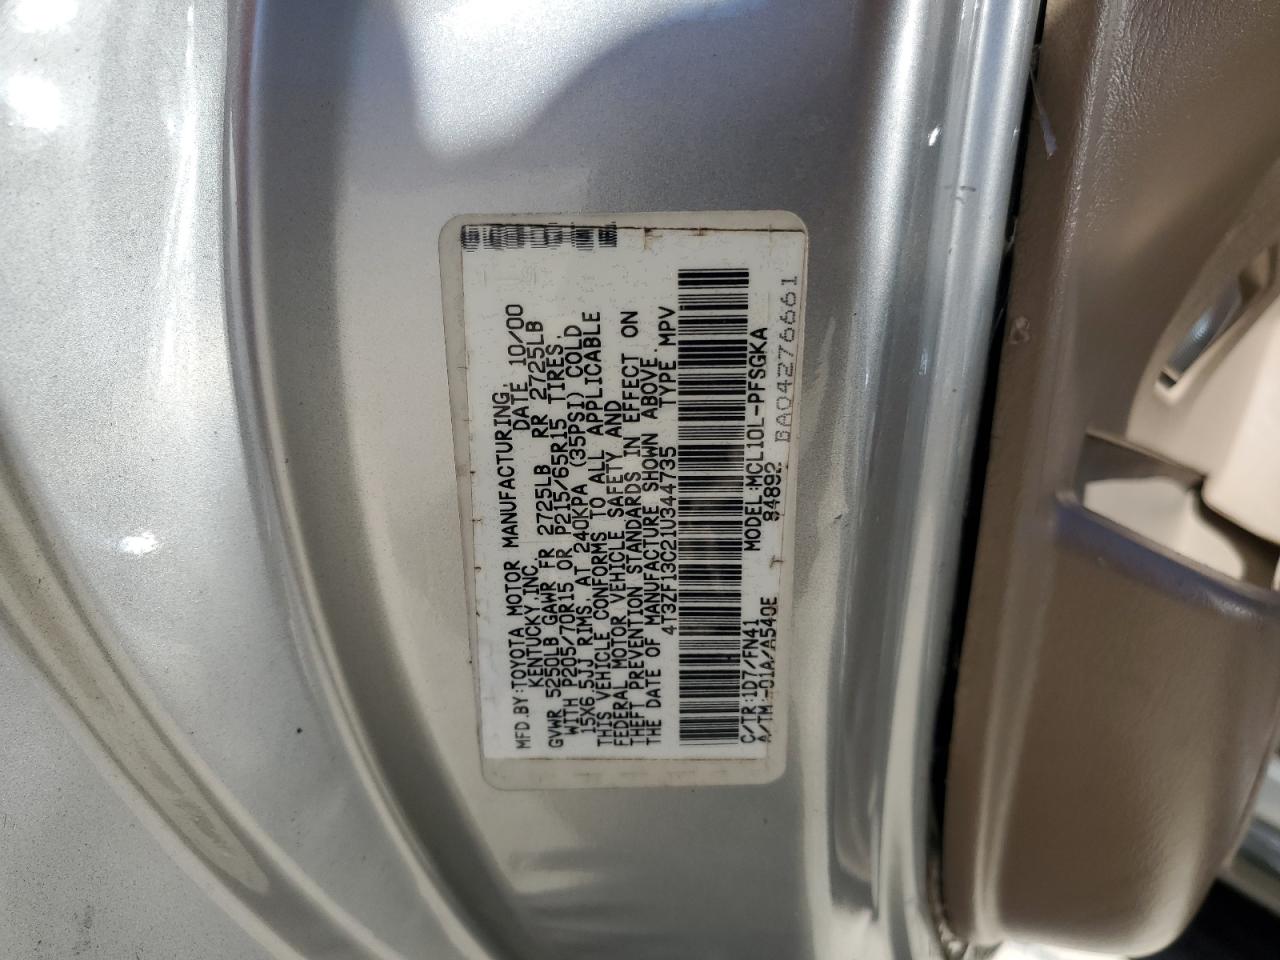 MFD.BY:TOYOTA MOTOR MANUFACTURING,
KENTUCKY,INC. DATE 10/00
GVWR 5250LB GAWR FR 2725LB RR 2725LB
WITH P205/70R15 OR P215/65R15 TIRES,
15X6.5JJ RIMS, AT 240KPA (35PSI) COLD
THIS VEHICLE CONFORMS TO ALL APPLICABLE
FEDERAL MOTOR VEHICLE SAFETY AND
THEFT PREVENTION STANDARDS IN EFFECT ON
THE DATE OF MANUFACTURE SHOWN ABOVE.
4T3ZF13C21U344735 TYPE MPV
C/TR:1D7/FN41 MODEL:MCL10L-PFSGKA
A/TM:-01A/A540E 84892
BA04276661